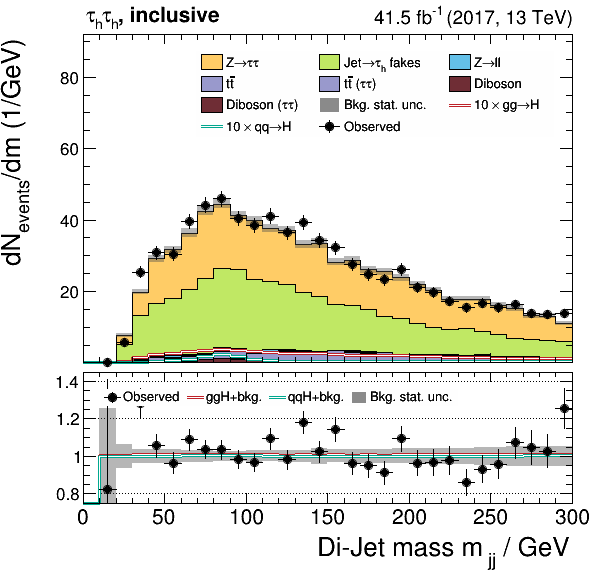 τhτh, inclusive
41.5 fb⁻¹ (2017, 13 TeV)
dNevents/dm (1/GeV)
80
60
40
20
Z→ττ
Jet→τh fakes
Z→ll
tt̄
tt̄ (ττ)
Diboson
Diboson (ττ)
Bkg. stat. unc.
10 × gg→H
10 × qq→H
Observed
1.4
1.2
1
0.8
Observed
ggH+bkg.
qqH+bkg.
Bkg. stat. unc.
0 50 100 150 200 250 300
Di-Jet mass mjj / GeV